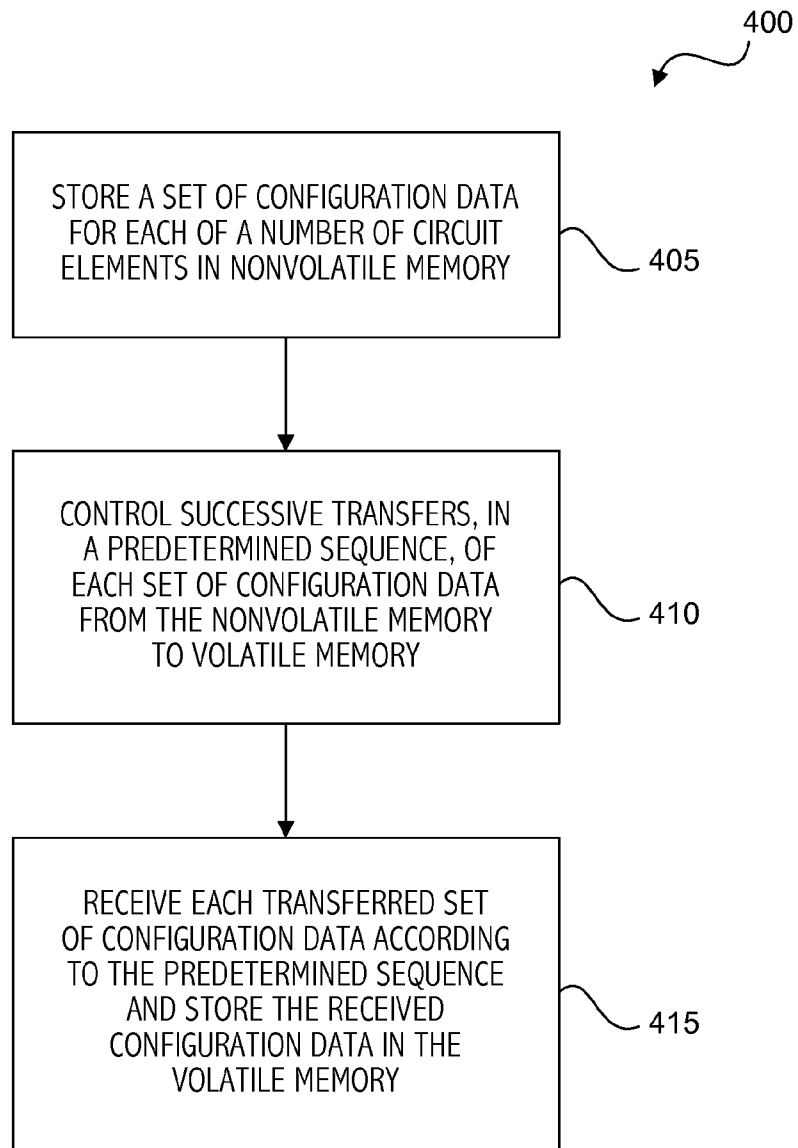 400
STORE A SET OF CONFIGURATION DATA
FOR EACH OF A NUMBER OF CIRCUIT
ELEMENTS IN NONVOLATILE MEMORY
405
CONTROL SUCCESSIVE TRANSFERS, IN
A PREDETERMINED SEQUENCE, OF
EACH SET OF CONFIGURATION DATA
FROM THE NONVOLATILE MEMORY
TO VOLATILE MEMORY
410
RECEIVE EACH TRANSFERRED SET
OF CONFIGURATION DATA ACCORDING
TO THE PREDETERMINED SEQUENCE
AND STORE THE RECEIVED
CONFIGURATION DATA IN THE
VOLATILE MEMORY
415